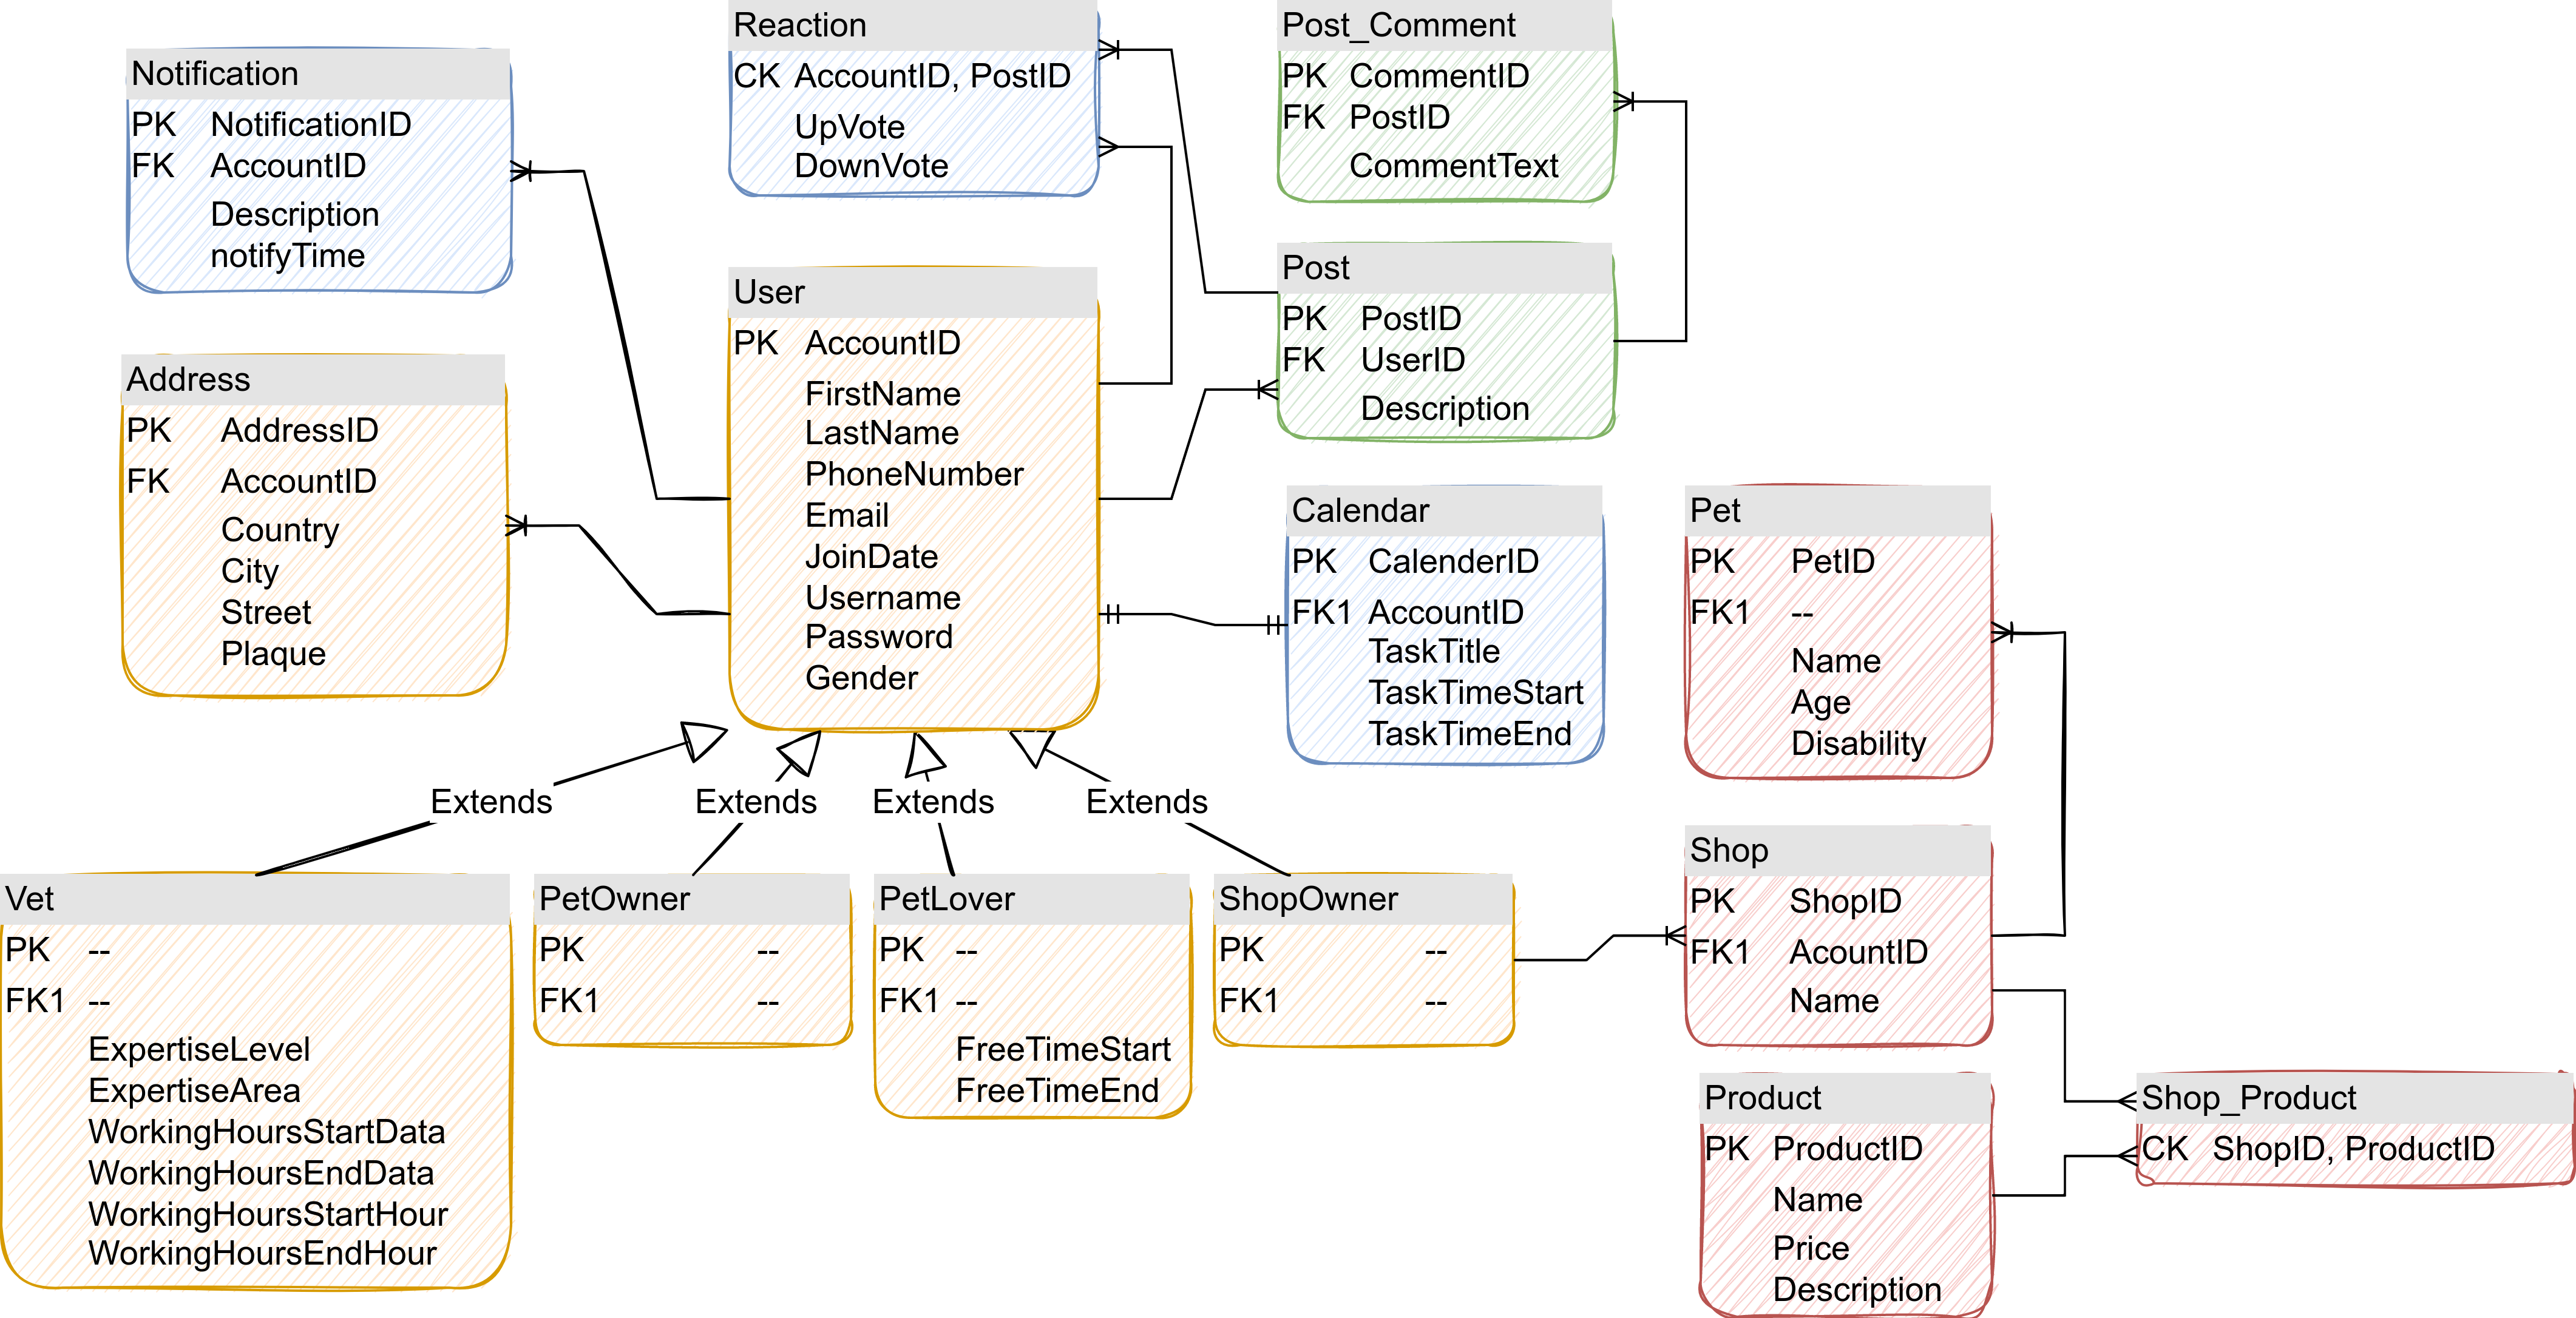 Notification
PK NotificationID
FK AccountID
Description
notifyTime
Reaction
CK AccountID, PostID
UpVote
DownVote
Post_Comment
PK CommentID
FK PostID
CommentText
Address
PK AddressID
FK AccountID
Country
City
Street
Plaque
User
PK AccountID
FirstName
LastName
PhoneNumber
Email
JoinDate
Username
Password
Gender
Post
PK PostID
FK UserID
Description
Calendar
PK CalenderID
FK1 AccountID
TaskTitle
TaskTimeStart
TaskTimeEnd
Pet
PK PetID
FK1 --
Name
Age
Disability
Extends
Extends
Extends
Extends
Vet
PK --
FK1 --
ExpertiseLevel
ExpertiseArea
WorkingHoursStartData
WorkingHoursEndData
WorkingHoursStartHour
WorkingHoursEndHour
PetOwner
PK --
FK1 --
PetLover
PK --
FK1 --
FreeTimeStart
FreeTimeEnd
ShopOwner
PK --
FK1 --
Shop
PK ShopID
FK1 AcountID
Name
Product
PK ProductID
Name
Price
Description
Shop_Product
CK ShopID, ProductID